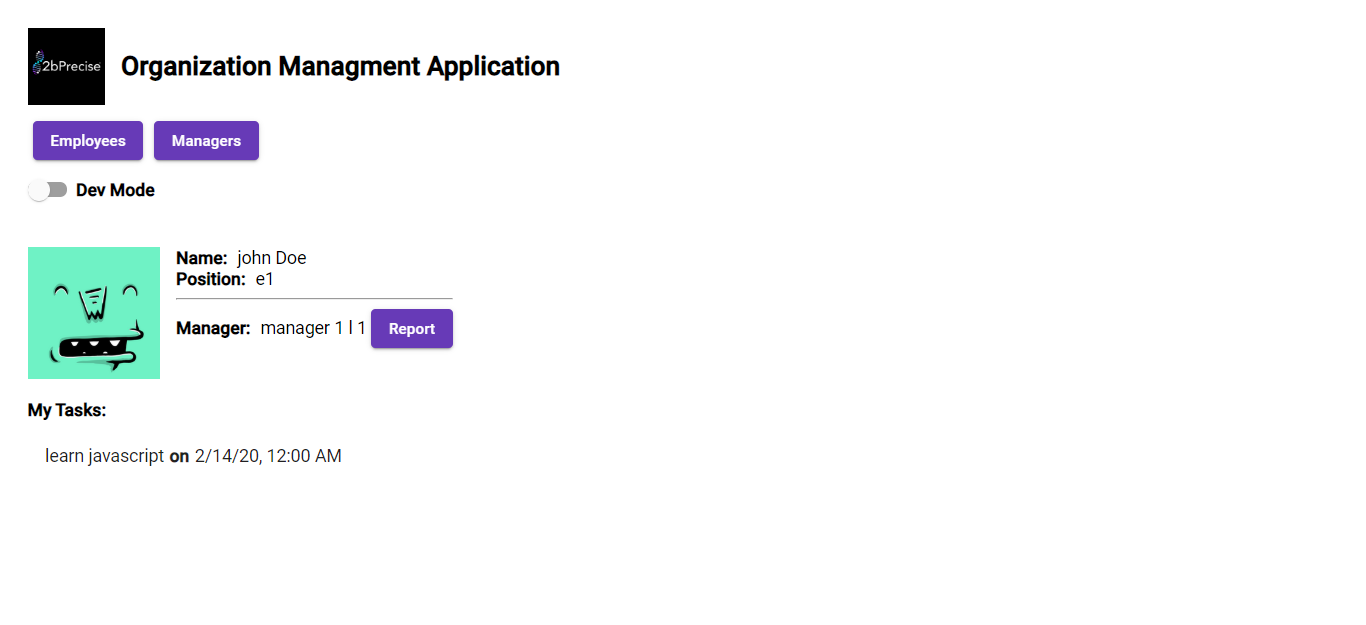 2bPrecise
Organization Managment Application
Employees Managers
Dev Mode
Name: john Doe
Position: e1
Manager: manager 1 l 1 Report
My Tasks:
learn javascript on 2/14/20, 12:00 AM